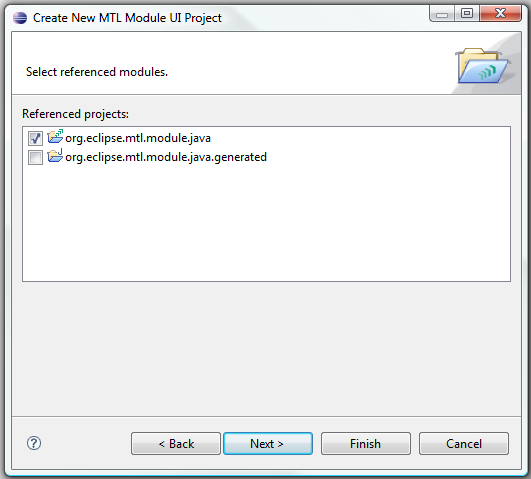 Create New MTL Module UI Project
Select referenced modules.
Referenced projects:
org.eclipse.mtl.module.java
org.eclipse.mtl.module.java.generated
? < Back Next > Finish Cancel